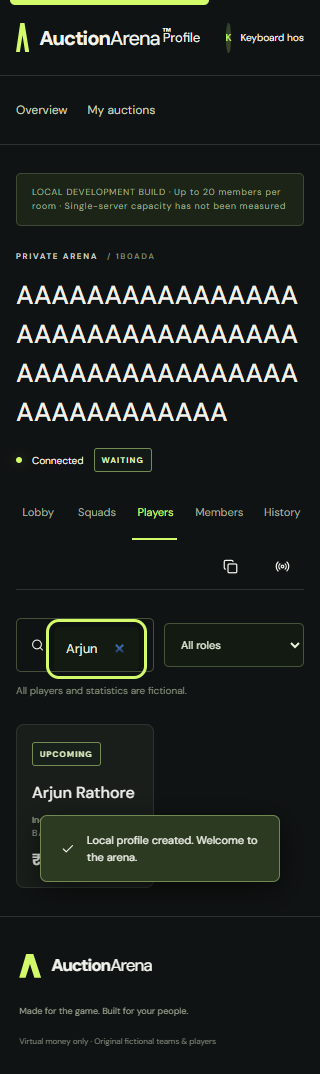 AuctionArena™
Profile
K
Keyboard hos
Overview My auctions
LOCAL DEVELOPMENT BUILD · Up to 20 members per
room · Single-server capacity has not been measured
PRIVATE ARENA / 1B0ADA
AAAAAAAAAAAAAAAA
AAAAAAAAAAAAAAAA
AAAAAAAAAAAAAAAA
AAAAAAAAAAAA
Connected WAITING
Lobby Squads Players Members History
Arjun
All roles
All players and statistics are fictional.
UPCOMING
Arjun Rathore
₹
Local profile created. Welcome to
the arena.
AuctionArena
Made for the game. Built for your people.
Virtual money only · Original fictional teams & players